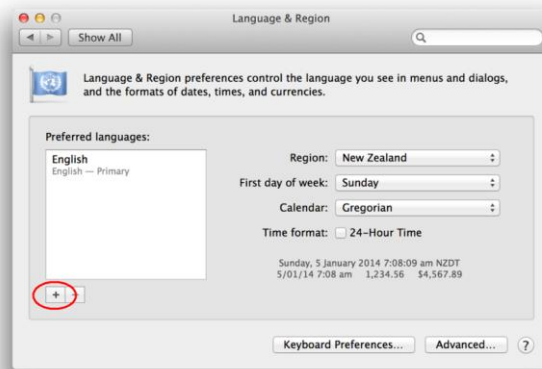 Language & Region
Show All
Language & Region preferences control the language you see in menus and dialogs,
and the formats of dates, times, and currencies.
Preferred languages:
English
English — Primary
Region: New Zealand
First day of week: Sunday
Calendar: Gregorian
Time format: 24-Hour Time
Sunday, 5 January 2014 7:08:09 am NZDT
5/01/14 7:08 am 1,234.56 $4,567.89
+ −
Keyboard Preferences... Advanced... ?